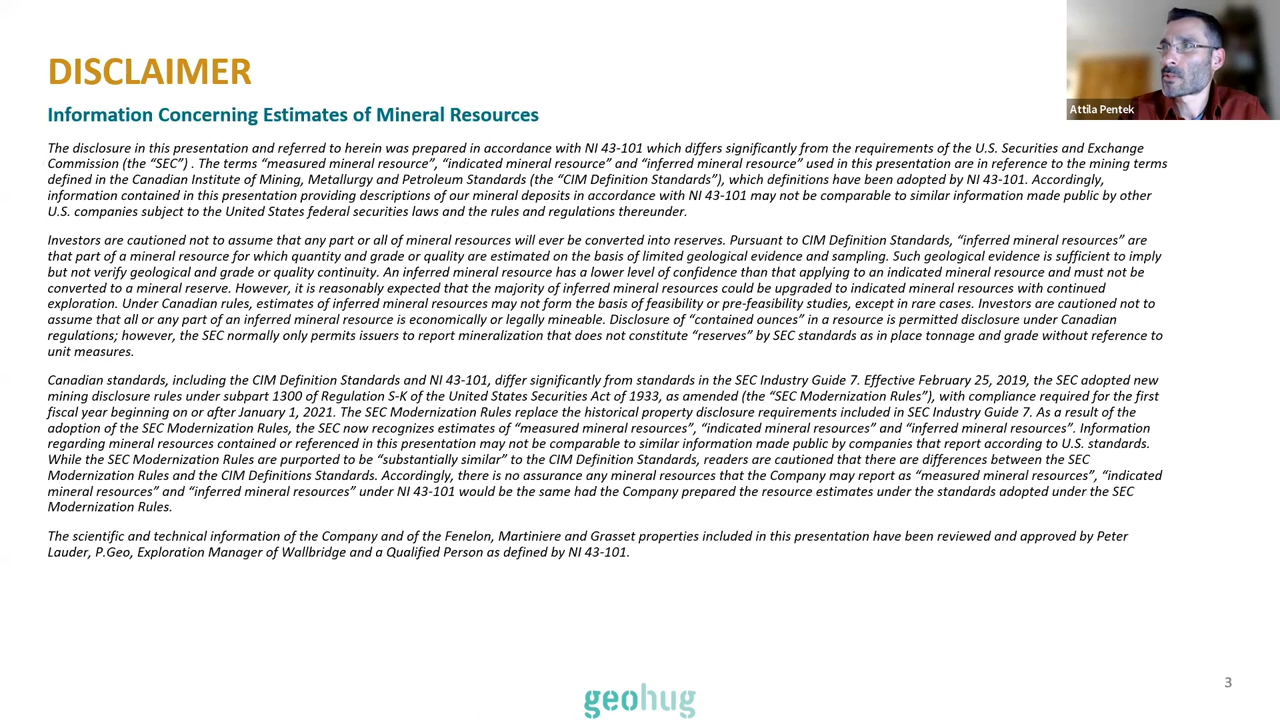 DISCLAIMER
Attila Pentek
Information Concerning Estimates of Mineral Resources
The disclosure in this presentation and referred to herein was prepared in accordance with NI 43-101 which differs significantly from the requirements of the U.S. Securities and Exchange
Commission (the “SEC”) . The terms “measured mineral resource”, “indicated mineral resource” and “inferred mineral resource” used in this presentation are in reference to the mining terms
defined in the Canadian Institute of Mining, Metallurgy and Petroleum Standards (the “CIM Definition Standards”), which definitions have been adopted by NI 43-101. Accordingly,
information contained in this presentation providing descriptions of our mineral deposits in accordance with NI 43-101 may not be comparable to similar information made public by other
U.S. companies subject to the United States federal securities laws and the rules and regulations thereunder.
Investors are cautioned not to assume that any part or all of mineral resources will ever be converted into reserves. Pursuant to CIM Definition Standards, “inferred mineral resources” are
that part of a mineral resource for which quantity and grade or quality are estimated on the basis of limited geological evidence and sampling. Such geological evidence is sufficient to imply
but not verify geological and grade or quality continuity. An inferred mineral resource has a lower level of confidence than that applying to an indicated mineral resource and must not be
converted to a mineral reserve. However, it is reasonably expected that the majority of inferred mineral resources could be upgraded to indicated mineral resources with continued
exploration. Under Canadian rules, estimates of inferred mineral resources may not form the basis of feasibility or pre-feasibility studies, except in rare cases. Investors are cautioned not to
assume that all or any part of an inferred mineral resource is economically or legally mineable. Disclosure of “contained ounces” in a resource is permitted disclosure under Canadian
regulations; however, the SEC normally only permits issuers to report mineralization that does not constitute “reserves” by SEC standards as in place tonnage and grade without reference to
unit measures.
Canadian standards, including the CIM Definition Standards and NI 43-101, differ significantly from standards in the SEC Industry Guide 7. Effective February 25, 2019, the SEC adopted new
mining disclosure rules under subpart 1300 of Regulation S-K of the United States Securities Act of 1933, as amended (the “SEC Modernization Rules”), with compliance required for the first
fiscal year beginning on or after January 1, 2021. The SEC Modernization Rules replace the historical property disclosure requirements included in SEC Industry Guide 7. As a result of the
adoption of the SEC Modernization Rules, the SEC now recognizes estimates of “measured mineral resources”, “indicated mineral resources” and “inferred mineral resources”. Information
regarding mineral resources contained or referenced in this presentation may not be comparable to similar information made public by companies that report according to U.S. standards.
While the SEC Modernization Rules are purported to be “substantially similar” to the CIM Definition Standards, readers are cautioned that there are differences between the SEC
Modernization Rules and the CIM Definitions Standards. Accordingly, there is no assurance any mineral resources that the Company may report as “measured mineral resources”, “indicated
mineral resources” and “inferred mineral resources” under NI 43-101 would be the same had the Company prepared the resource estimates under the standards adopted under the SEC
Modernization Rules.
The scientific and technical information of the Company and of the Fenelon, Martiniere and Grasset properties included in this presentation have been reviewed and approved by Peter
Lauder, P.Geo, Exploration Manager of Wallbridge and a Qualified Person as defined by NI 43-101.
3
geohug